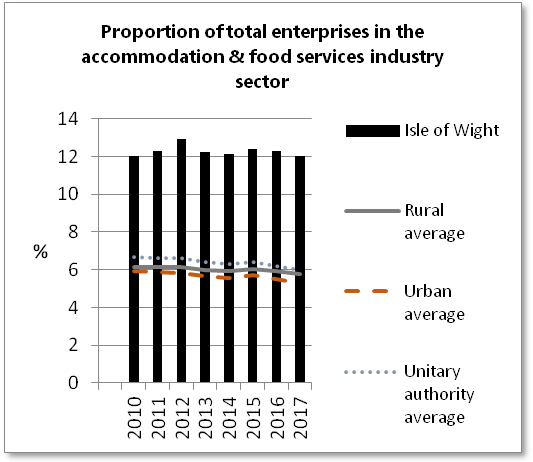 Proportion of total enterprises in the
accommodation & food services industry
sector
14
12
10
8
6
4
2
0
%
2010
2011
2012
2013
2014
2015
2016
2017
Isle of Wight
Rural
average
Urban
average
Unitary
authority
average